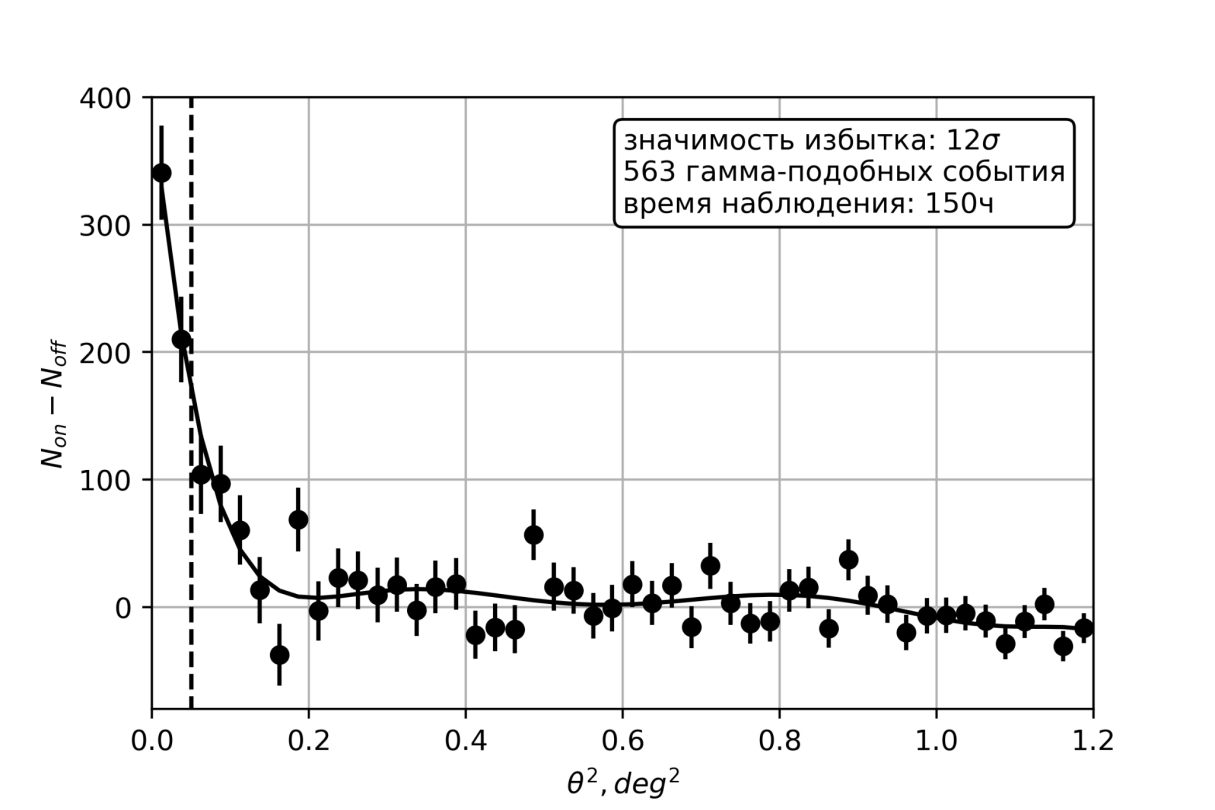 400
300
200
100
0
N_on − N_off
значимость избытка: 12σ
563 гамма-подобных события
время наблюдения: 150ч
0.0 0.2 0.4 0.6 0.8 1.0 1.2
θ², deg²